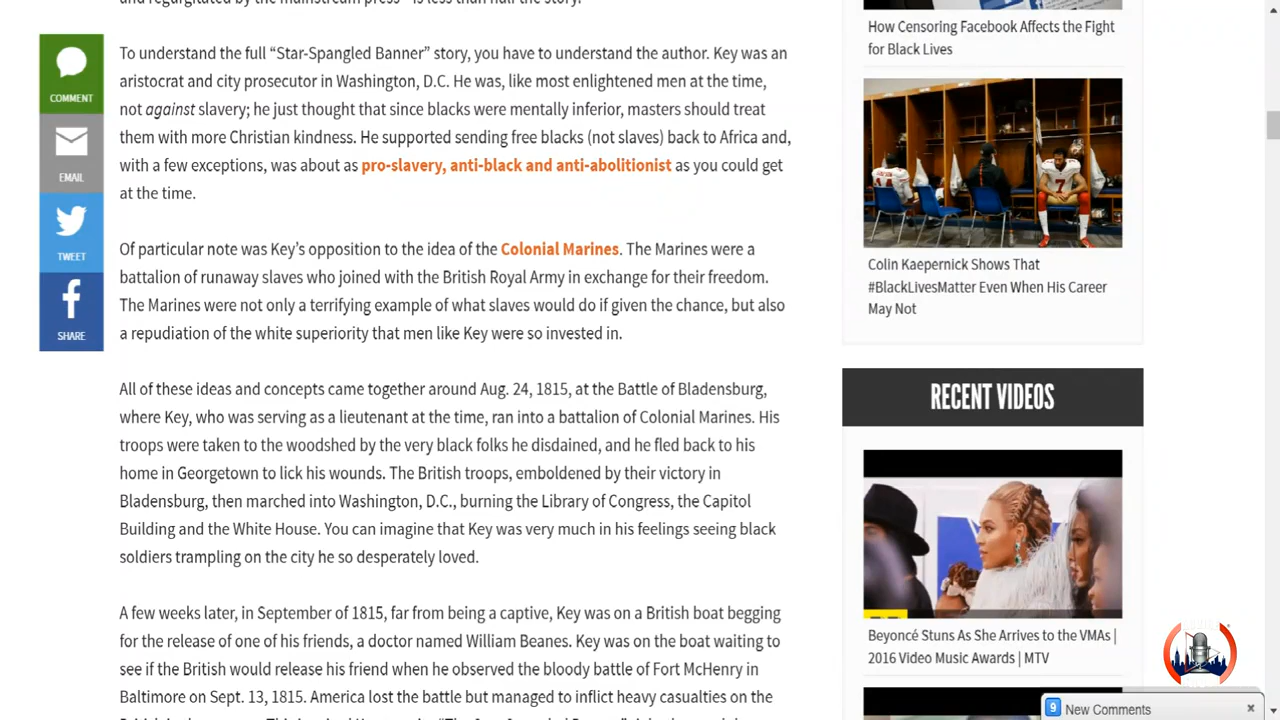 To understand the full “Star-Spangled Banner” story, you have to understand the author. Key was an
aristocrat and city prosecutor in Washington, D.C. He was, like most enlightened men at the time,
not against slavery; he just thought that since blacks were mentally inferior, masters should treat
them with more Christian kindness. He supported sending free blacks (not slaves) back to Africa and,
with a few exceptions, was about as pro-slavery, anti-black and anti-abolitionist as you could get
at the time.
Of particular note was Key’s opposition to the idea of the Colonial Marines. The Marines were a
battalion of runaway slaves who joined with the British Royal Army in exchange for their freedom.
The Marines were not only a terrifying example of what slaves would do if given the chance, but also
a repudiation of the white superiority that men like Key were so invested in.
All of these ideas and concepts came together around Aug. 24, 1815, at the Battle of Bladensburg,
where Key, who was serving as a lieutenant at the time, ran into a battalion of Colonial Marines. His
troops were taken to the woodshed by the very black folks he disdained, and he fled back to his
home in Georgetown to lick his wounds. The British troops, emboldened by their victory in
Bladensburg, then marched into Washington, D.C., burning the Library of Congress, the Capitol
Building and the White House. You can imagine that Key was very much in his feelings seeing black
soldiers trampling on the city he so desperately loved.
A few weeks later, in September of 1815, far from being a captive, Key was on a British boat begging
for the release of one of his friends, a doctor named William Beanes. Key was on the boat waiting to
see if the British would release his friend when he observed the bloody battle of Fort McHenry in
Baltimore on Sept. 13, 1815. America lost the battle but managed to inflict heavy casualties on the
COMMENT
EMAIL
TWEET
SHARE
How Censoring Facebook Affects the Fight
for Black Lives
7
Colin Kaepernick Shows That
#BlackLivesMatter Even When His Career
May Not
RECENT VIDEOS
Beyoncé Stuns As She Arrives to the VMAs |
2016 Video Music Awards | MTV
9 New Comments